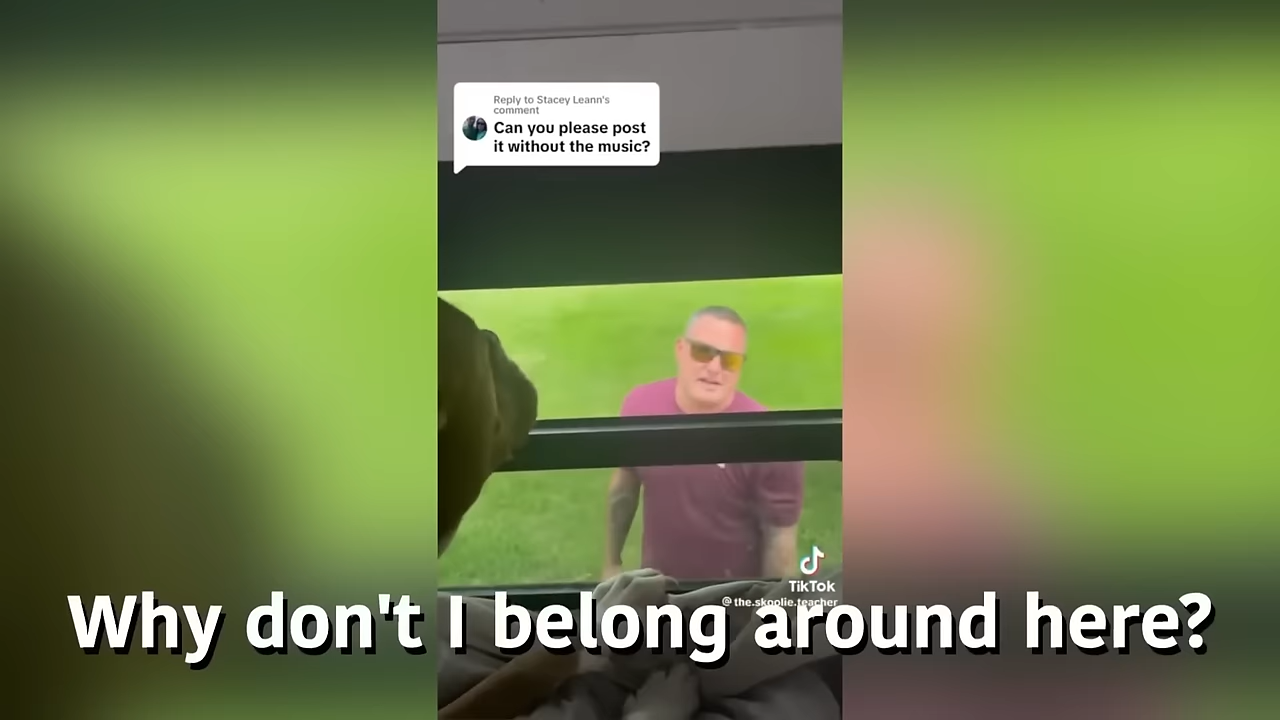 Reply to Stacey Leann's
comment
Can you please post
it without the music?
TikTok
@ the.skoolie.teacher
Why don't I belong around here?